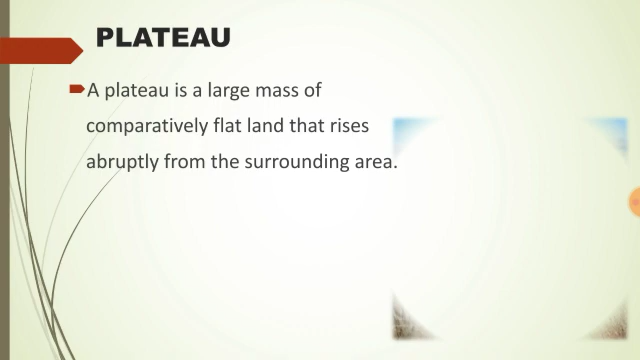 PLATEAU
A plateau is a large mass of
comparatively flat land that rises
abruptly from the surrounding area.